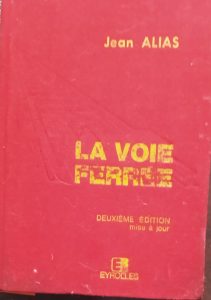 Jean ALIAS
LA VOIE
FERRÉE
DEUXIÈME ÉDITION
mise à jour
EYROLLES